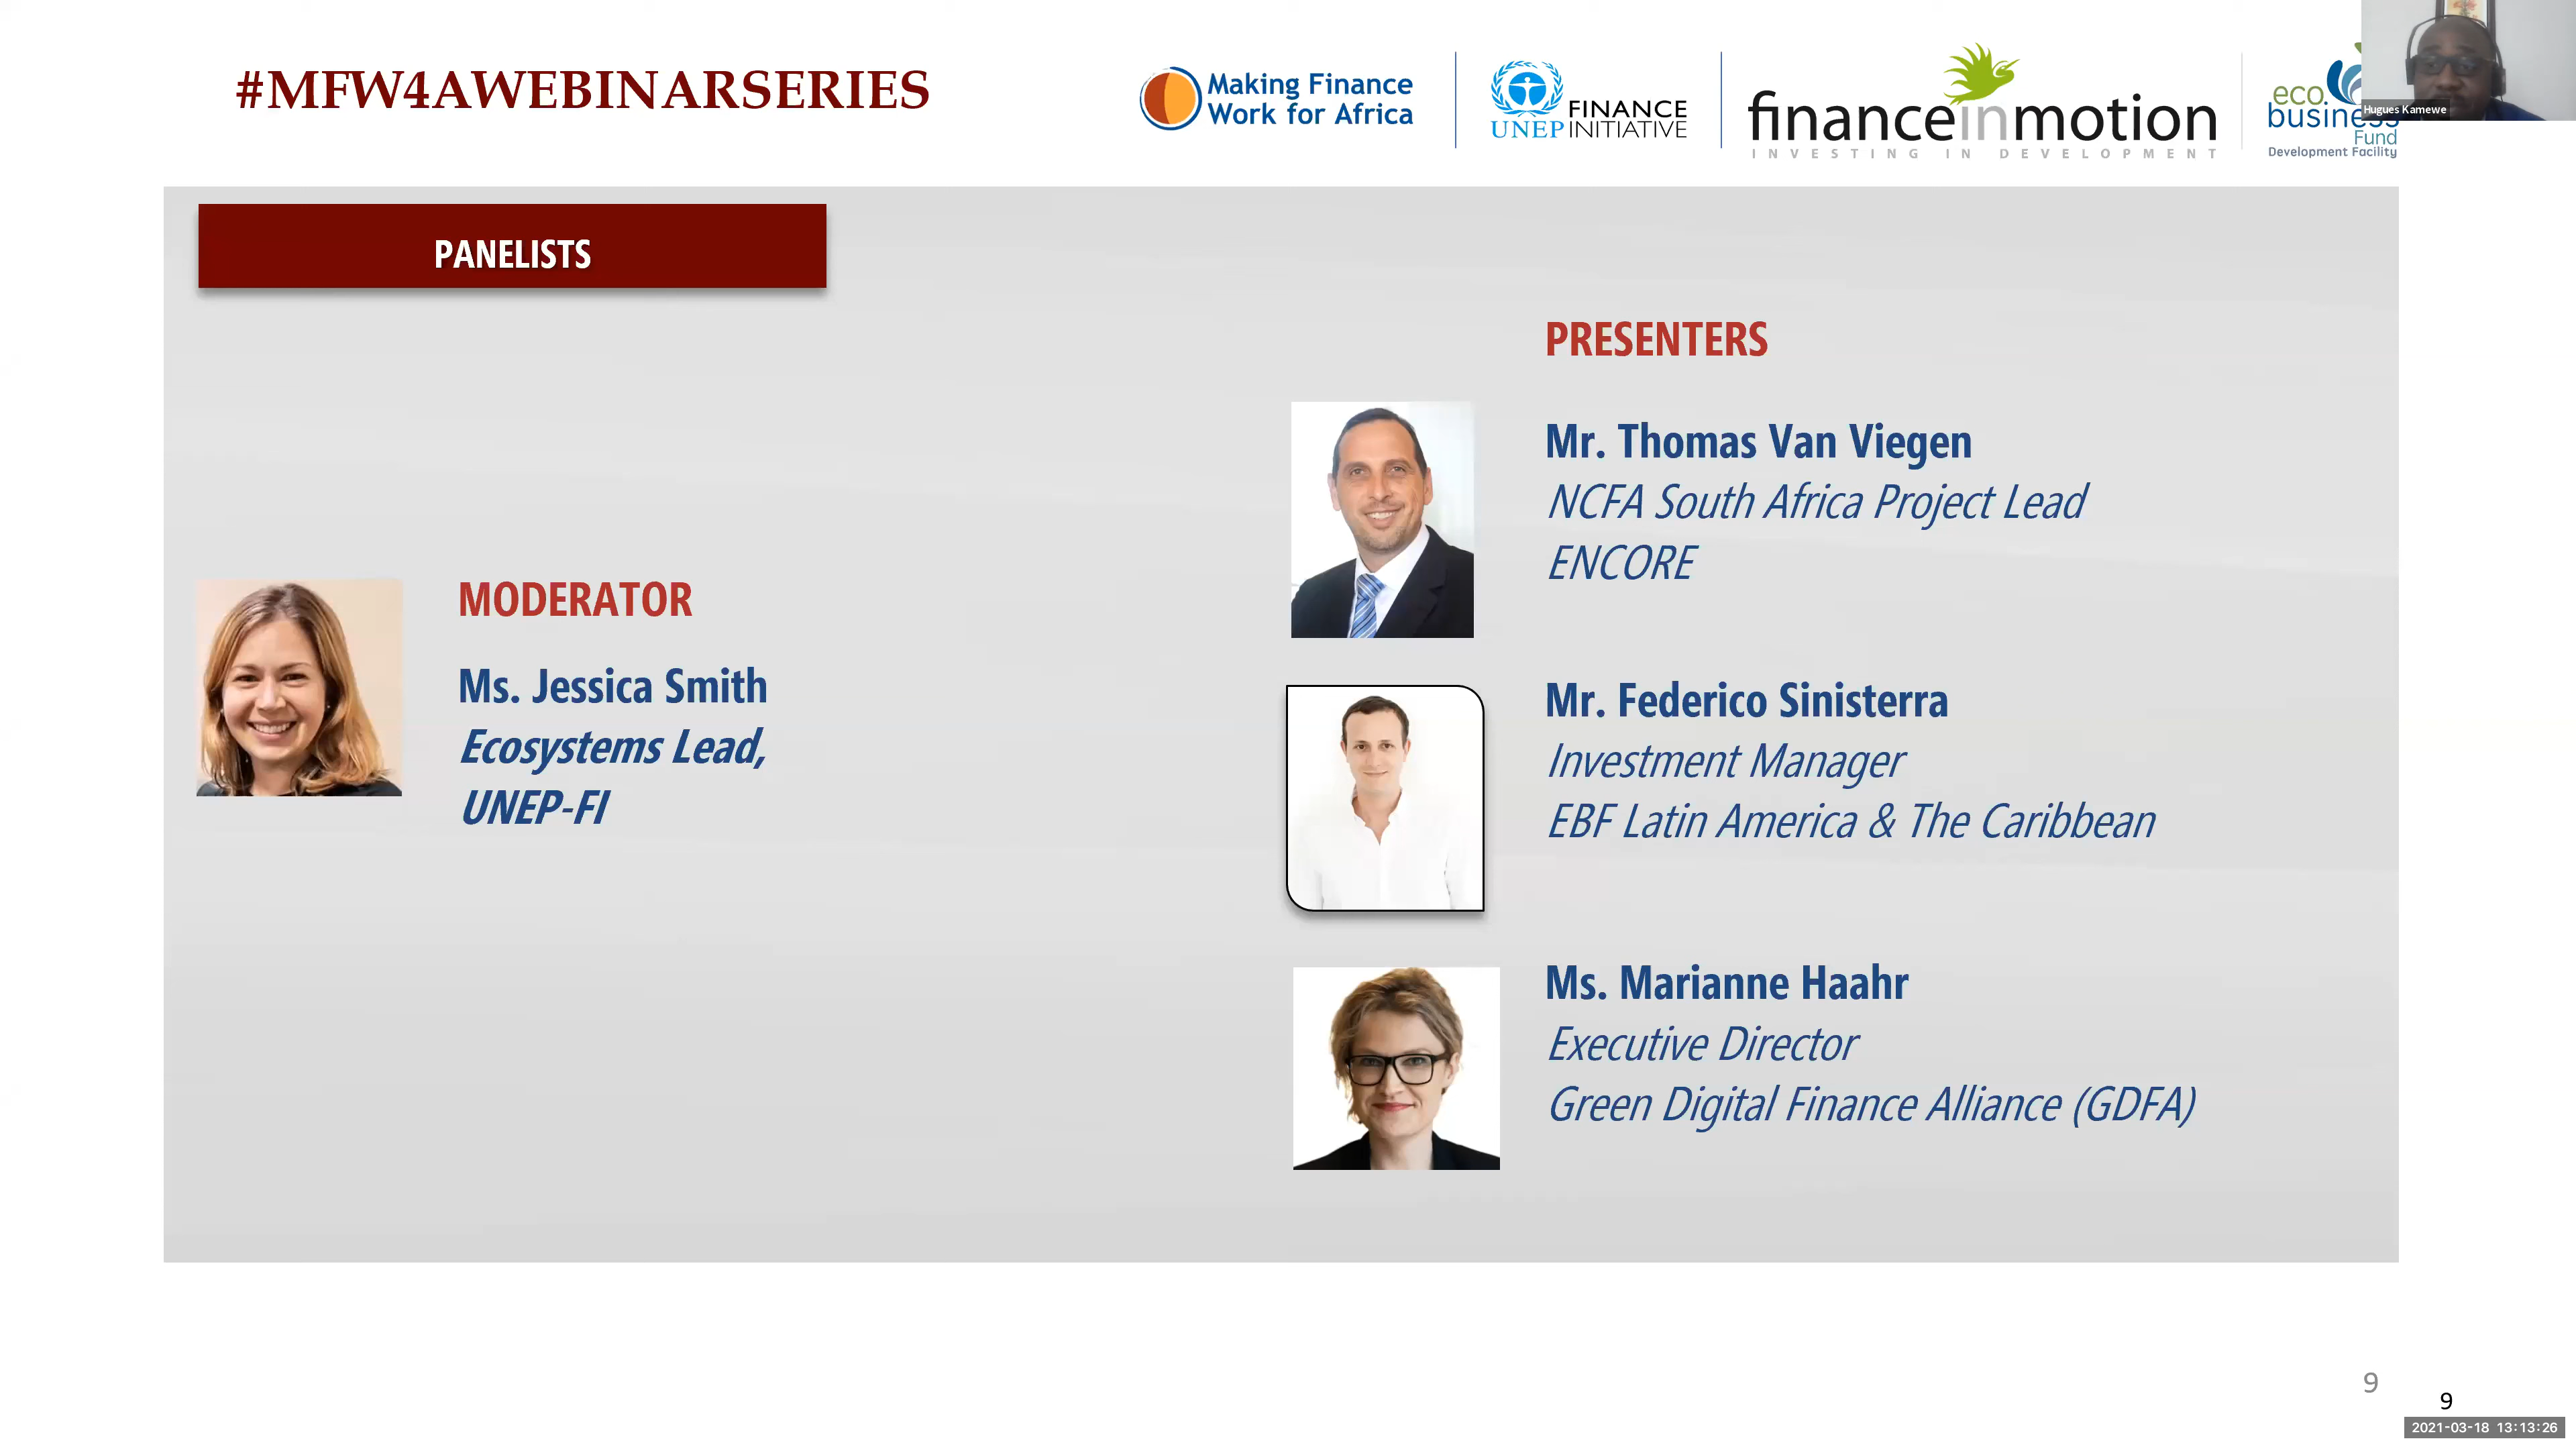 #MFW4AWEBINARSERIES
Making Finance
Work for Africa
UNEP
FINANCE
INITIATIVE
financeinmotion
INVESTING IN DEVELOPMENT
eco.
business
Fund
Development Facility
Hugues Kamewe
PANELISTS
MODERATOR
Ms. Jessica Smith
Ecosystems Lead,
UNEP-FI
PRESENTERS
Mr. Thomas Van Viegen
NCFA South Africa Project Lead
ENCORE
Mr. Federico Sinisterra
Investment Manager
EBF Latin America & The Caribbean
Ms. Marianne Haahr
Executive Director
Green Digital Finance Alliance (GDFA)
9
9
2021-03-18 13:13:26